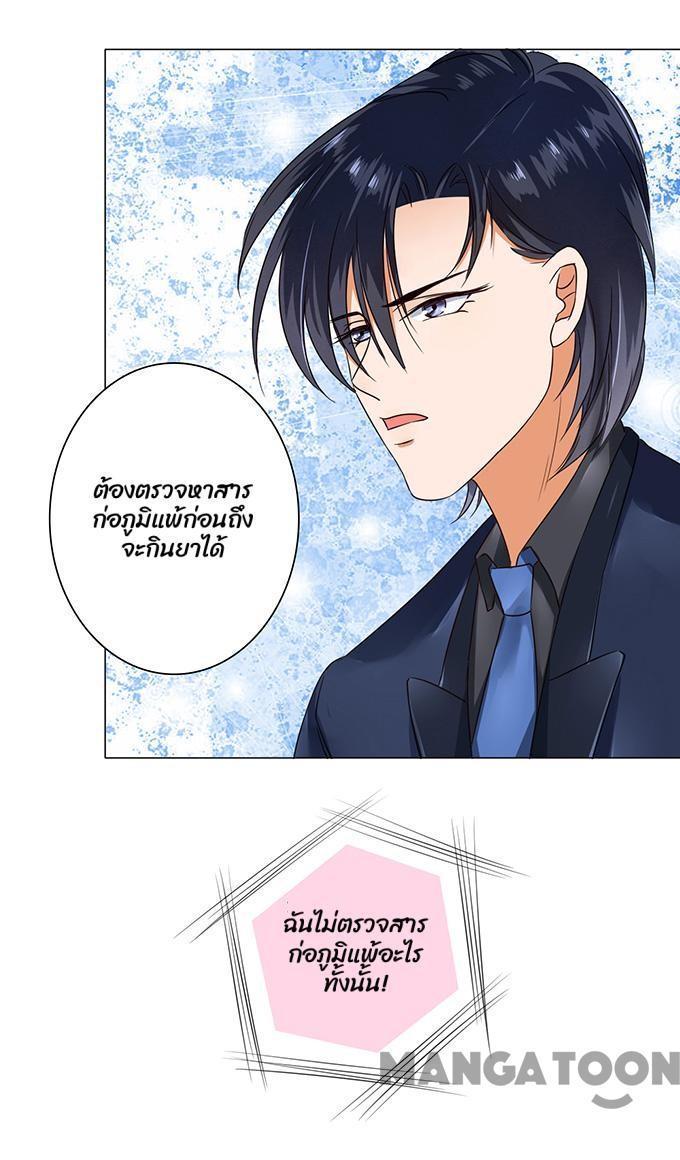 ต้องตรวจหาสาร
ก่อภูมิแพ้ก่อนถึง
จะกินยาได้
ฉันไม่ตรวจสาร
ก่อภูมิแพ้อะไร
ทั้งนั้น!
MANGATOON